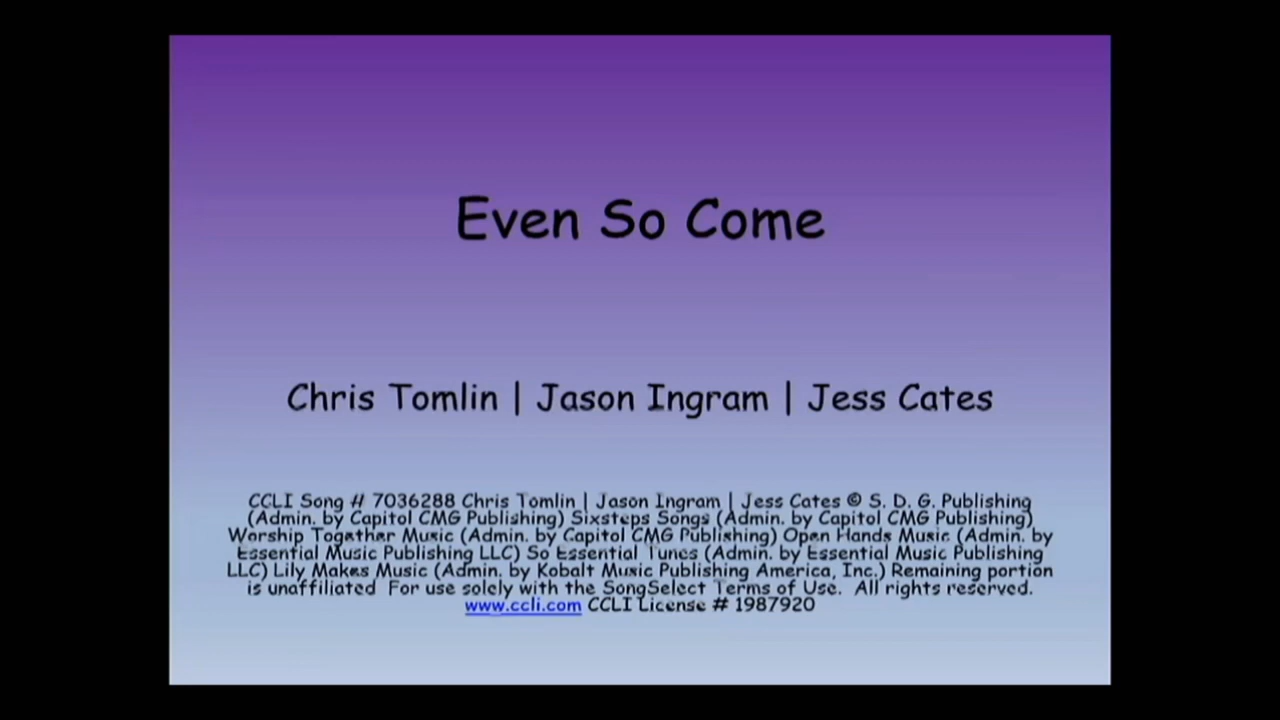 Even So Come
Chris Tomlin | Jason Ingram | Jess Cates
CCLI Song # 7036288 Chris Tomlin | Jason Ingram | Jess Cates © S. D. G. Publishing
(Admin. by Capitol CMG Publishing) Sixsteps Songs (Admin. by Capitol CMG Publishing)
Worship Together Music (Admin. by Capitol CMG Publishing) Open Hands Music (Admin. by
Essential Music Publishing LLC) So Essential Tunes (Admin. by Essential Music Publishing
LLC) Lily Makes Music (Admin. by Kobalt Music Publishing America, Inc.) Remaining portion
is unaffiliated For use solely with the SongSelect Terms of Use. All rights reserved.
www.ccli.com CCLI License # 1987920